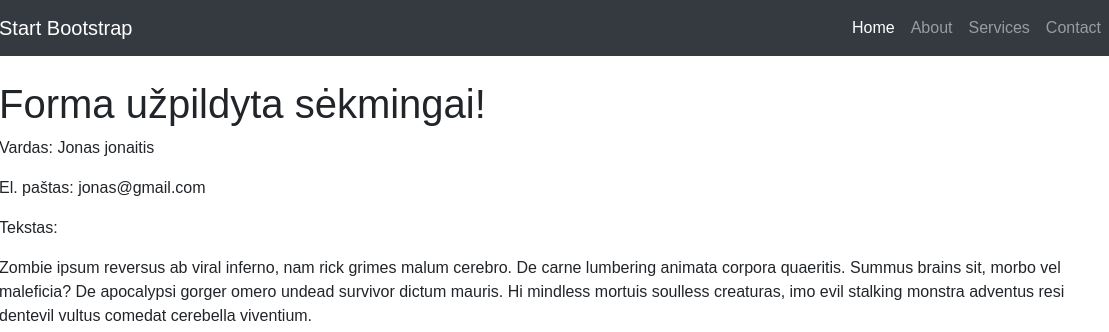 Start Bootstrap Home About Services Contact
Forma užpildyta sėkmingai!
Vardas: Jonas jonaitis
El. paštas: jonas@gmail.com
Tekstas:
Zombie ipsum reversus ab viral inferno, nam rick grimes malum cerebro. De carne lumbering animata corpora quaeritis. Summus brains sit, morbo vel
maleficia? De apocalypsi gorger omero undead survivor dictum mauris. Hi mindless mortuis soulless creaturas, imo evil stalking monstra adventus resi
dentevil vultus comedat cerebella viventium.